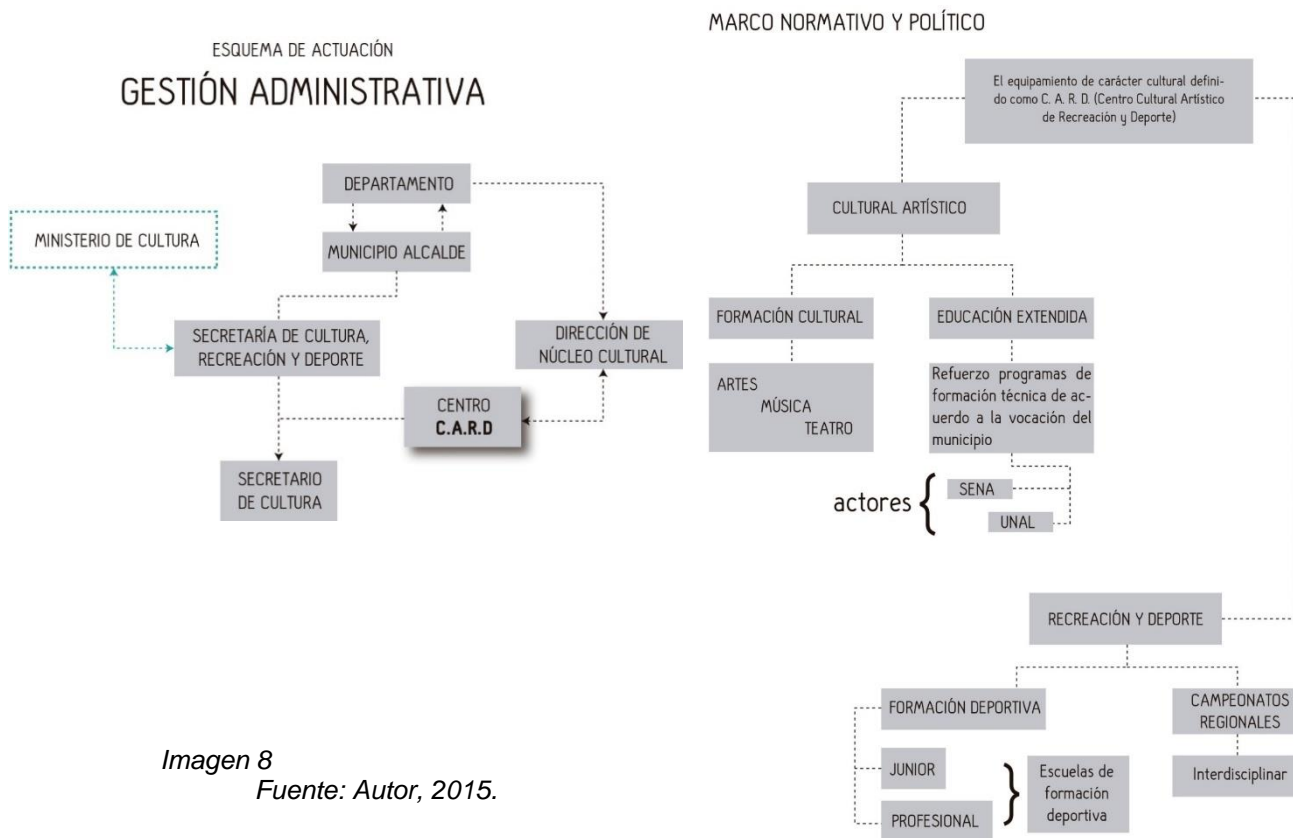 ESQUEMA DE ACTUACIÓN
GESTIÓN ADMINISTRATIVA
DEPARTAMENTO
MINISTERIO DE CULTURA
MUNICIPIO ALCALDE
SECRETARÍA DE CULTURA,
RECREACIÓN Y DEPORTE
DIRECCIÓN DE
NÚCLEO CULTURAL
CENTRO
C.A.R.D
SECRETARIO
DE CULTURA
MARCO NORMATIVO Y POLÍTICO
El equipamiento de carácter cultural defini-
do como C. A. R. D. (Centro Cultural Artístico
de Recreación y Deporte)
CULTURAL ARTÍSTICO
FORMACIÓN CULTURAL
ARTES
MÚSICA
TEATRO
EDUCACIÓN EXTENDIDA
Refuerzo programas de
formación técnica de ac-
uerdo a la vocación del
municipio
actores
SENA
UNAL
RECREACIÓN Y DEPORTE
FORMACIÓN DEPORTIVA
JUNIOR
PROFESIONAL
Escuelas de
formación
deportiva
CAMPEONATOS
REGIONALES
Interdisciplinar
Imagen 8
Fuente: Autor, 2015.